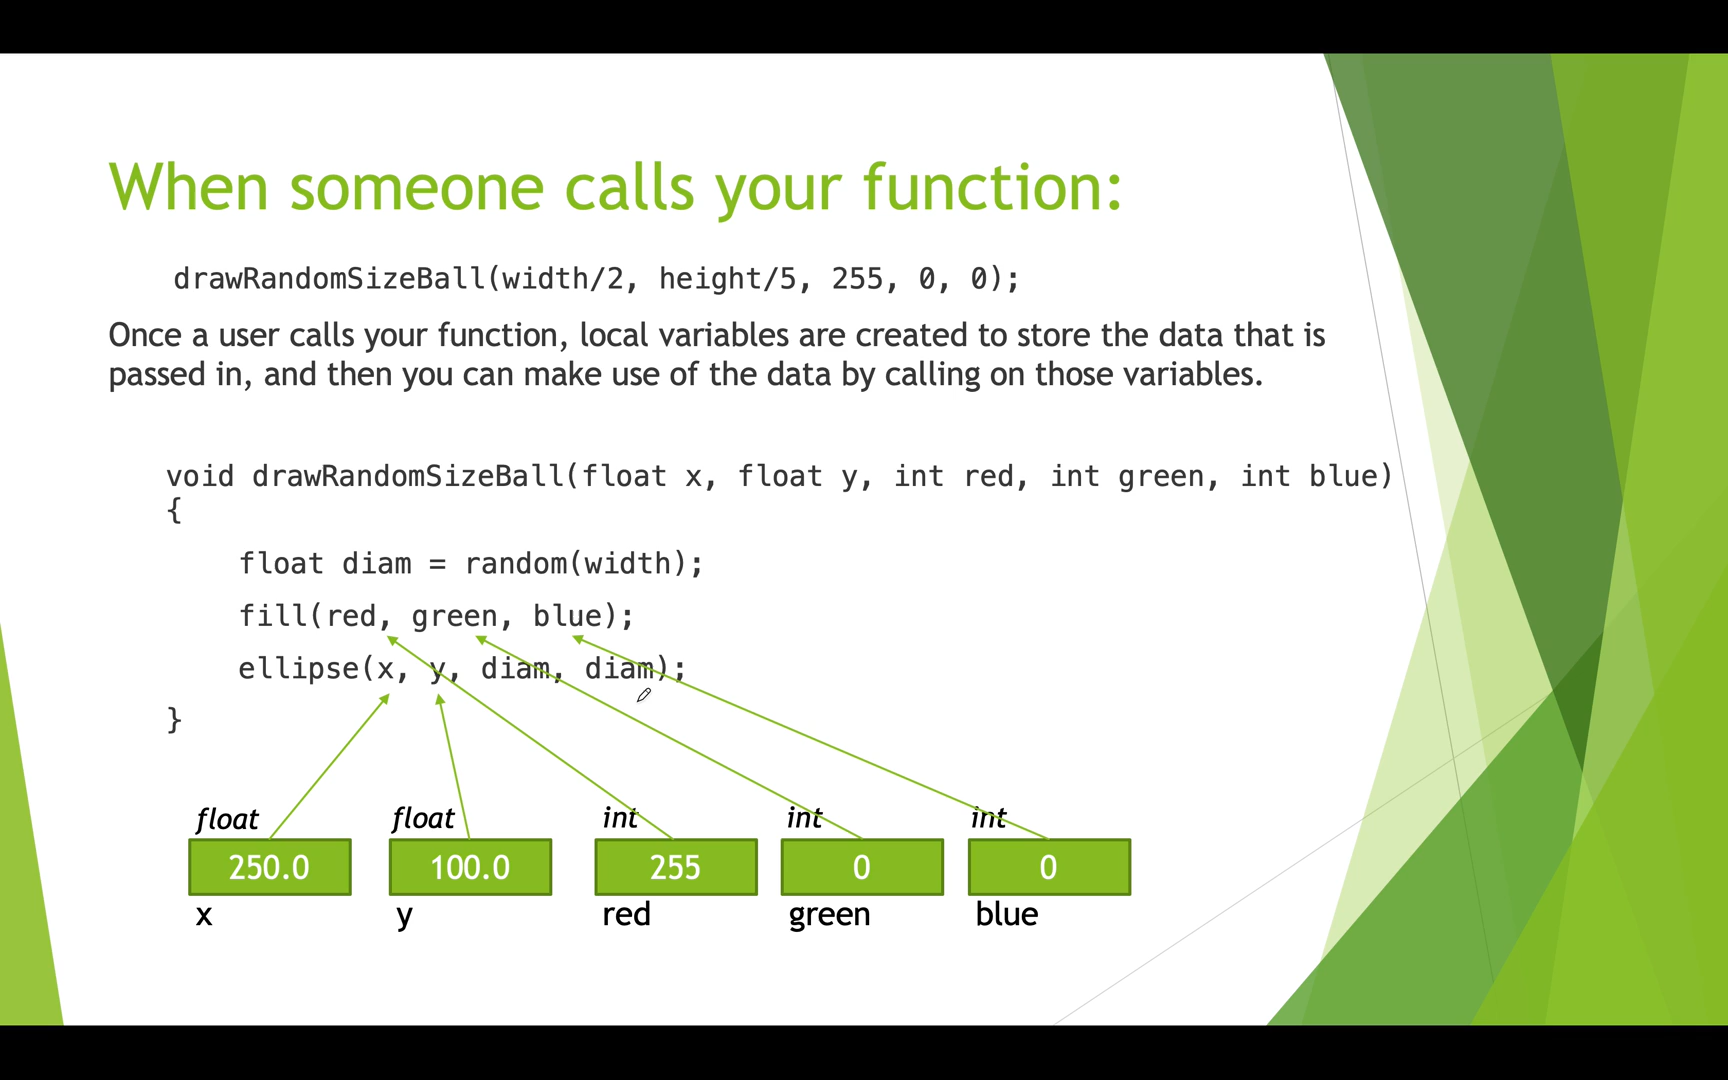 When someone calls your function:
drawRandomSizeBall(width/2, height/5, 255, 0, 0);
Once a user calls your function, local variables are created to store the data that is
passed in, and then you can make use of the data by calling on those variables.
void drawRandomSizeBall(float x, float y, int red, int green, int blue)
{
float diam = random(width);
fill(red, green, blue);
ellipse(x, y, diam, diam);
}
float float int int int
250.0 100.0 255 0 0
x y red green blue